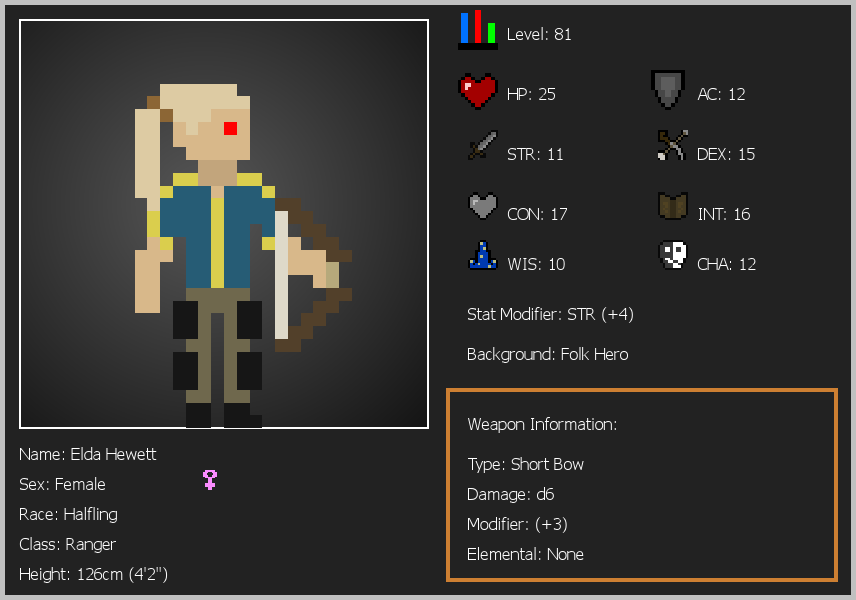 Level: 81
HP: 25
AC: 12
STR: 11
DEX: 15
CON: 17
INT: 16
WIS: 10
CHA: 12
Stat Modifier: STR (+4)
Background: Folk Hero
Weapon Information:
Type: Short Bow
Damage: d6
Modifier: (+3)
Elemental: None
Name: Elda Hewett
Sex: Female
Race: Halfling
Class: Ranger
Height: 126cm (4'2")